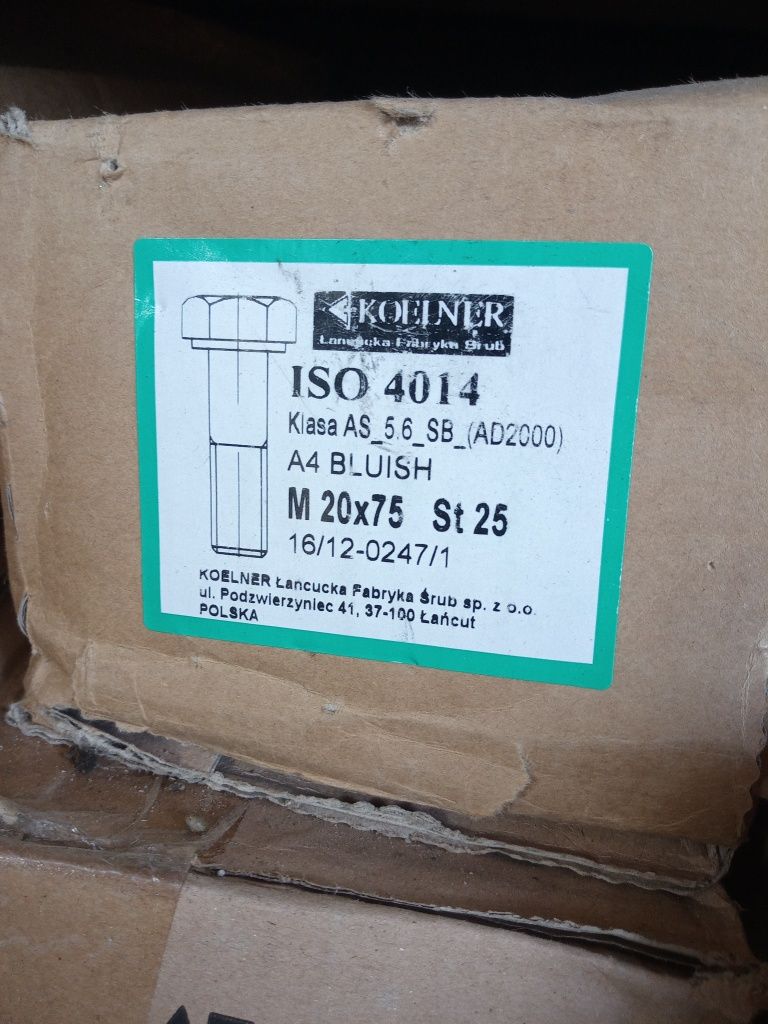 KOELNER
Łańcucka Fabryka Śrub
ISO 4014
Klasa AS_5.6_SB_(AD2000)
A4 BLUISH
M 20x75 St 25
16/12-0247/1
KOELNER Łancucka Fabryka Śrub sp. z o.o.
ul. Podzwierzyniec 41, 37-100 Łańcut
POLSKA